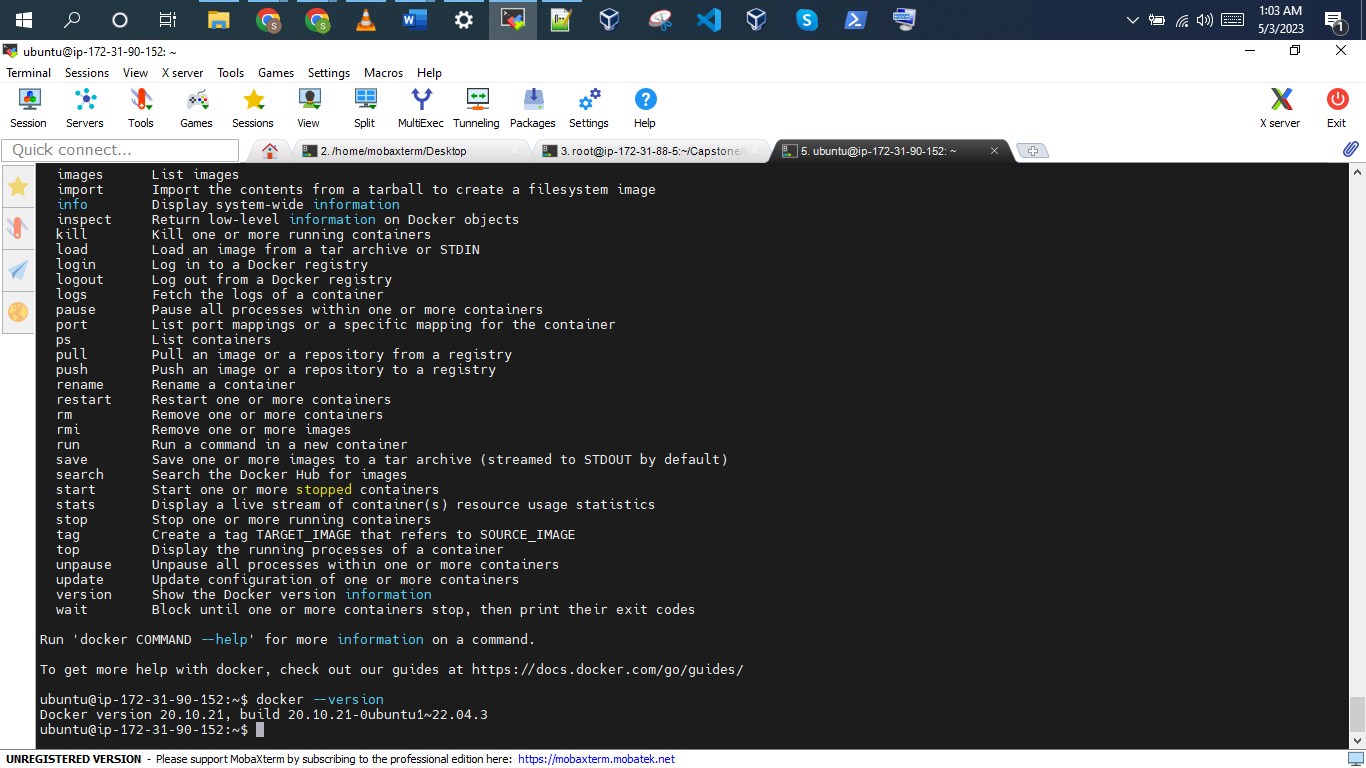 1:03 AM
5/3/2023
1
ubuntu@ip-172-31-90-152: ~
Terminal Sessions View X server Tools Games Settings Macros Help
Session Servers Tools Games Sessions View Split MultiExec Tunneling Packages Settings Help X server Exit
Quick connect...
2. /home/mobaxterm/Desktop
3. root@ip-172-31-88-5:~/Capstone/
5. ubuntu@ip-172-31-90-152: ~
images List images
import Import the contents from a tarball to create a filesystem image
info Display system-wide information
inspect Return low-level information on Docker objects
kill Kill one or more running containers
load Load an image from a tar archive or STDIN
login Log in to a Docker registry
logout Log out from a Docker registry
logs Fetch the logs of a container
pause Pause all processes within one or more containers
port List port mappings or a specific mapping for the container
ps List containers
pull Pull an image or a repository from a registry
push Push an image or a repository to a registry
rename Rename a container
restart Restart one or more containers
rm Remove one or more containers
rmi Remove one or more images
run Run a command in a new container
save Save one or more images to a tar archive (streamed to STDOUT by default)
search Search the Docker Hub for images
start Start one or more stopped containers
stats Display a live stream of container(s) resource usage statistics
stop Stop one or more running containers
tag Create a tag TARGET_IMAGE that refers to SOURCE_IMAGE
top Display the running processes of a container
unpause Unpause all processes within one or more containers
update Update configuration of one or more containers
version Show the Docker version information
wait Block until one or more containers stop, then print their exit codes
Run 'docker COMMAND --help' for more information on a command.
To get more help with docker, check out our guides at https://docs.docker.com/go/guides/
ubuntu@ip-172-31-90-152:~$ docker --version
Docker version 20.10.21, build 20.10.21-0ubuntu1~22.04.3
ubuntu@ip-172-31-90-152:~$
UNREGISTERED VERSION - Please support MobaXterm by subscribing to the professional edition here: https://mobaxterm.mobatek.net